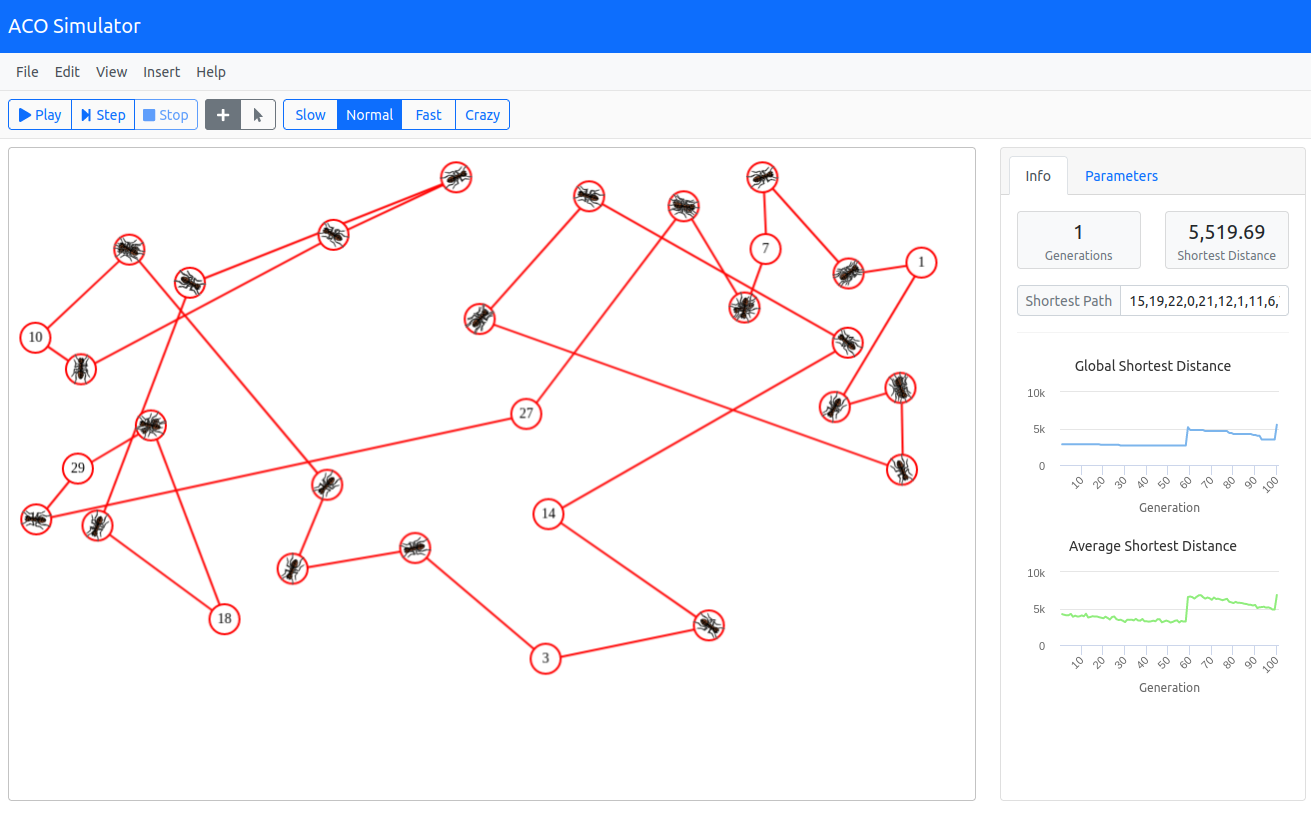 ACO Simulator
File Edit View Insert Help
Play Step Stop Slow Normal Fast Crazy
7
1
10
27
29
14
18
3
Info Parameters
1 5,519.69
Generations Shortest Distance
Shortest Path 15,19,22,0,21,12,1,11,6,
Global Shortest Distance
10k
5k
0
10 20 30 40 50 60 70 80 90 100
Generation
Average Shortest Distance
10k
5k
0
10 20 30 40 50 60 70 80 90 100
Generation